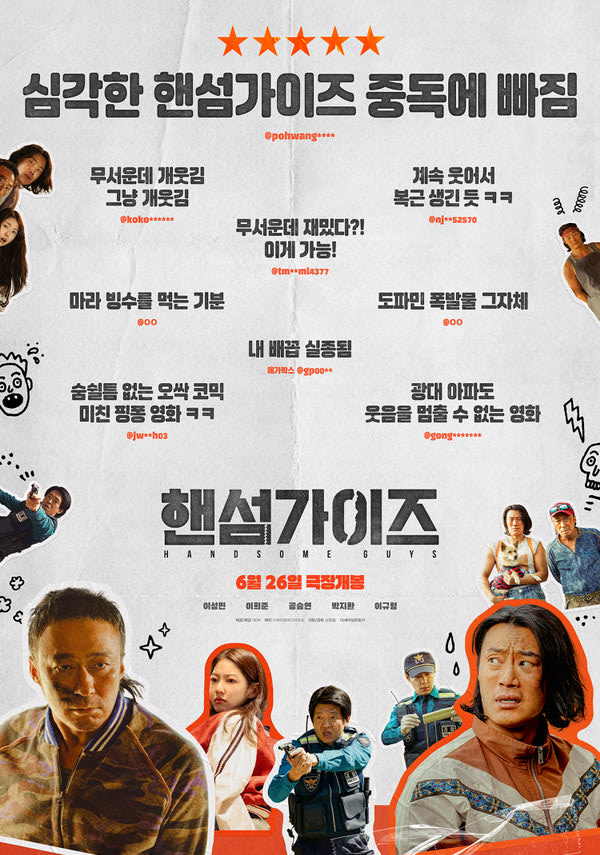 심각한 핸섬가이즈 중독에 빠짐
@pohwang****
무서운데 개웃김
그냥 개웃김
@koko******
계속 웃어서
복근 생긴 듯 ㅋㅋ
@nj**52570
무서운데 재밌다?!
이게 가능!
@tm**ml4377
마라 빙수를 먹는 기분
@OO
도파민 폭발물 그자체
@OO
내 배꼽 실종됨
메가박스 @gpoo**
숨쉴틈 없는 오싹 코믹
미친 핑퐁 영화 ㅋㅋ
@jw**h03
광대 아파도
웃음을 멈출 수 없는 영화
@gong*******
핸섬가이즈
HANDSOME GUYS
6월 26일 극장개봉
이성민 이희준 공승연 박지환 이규형